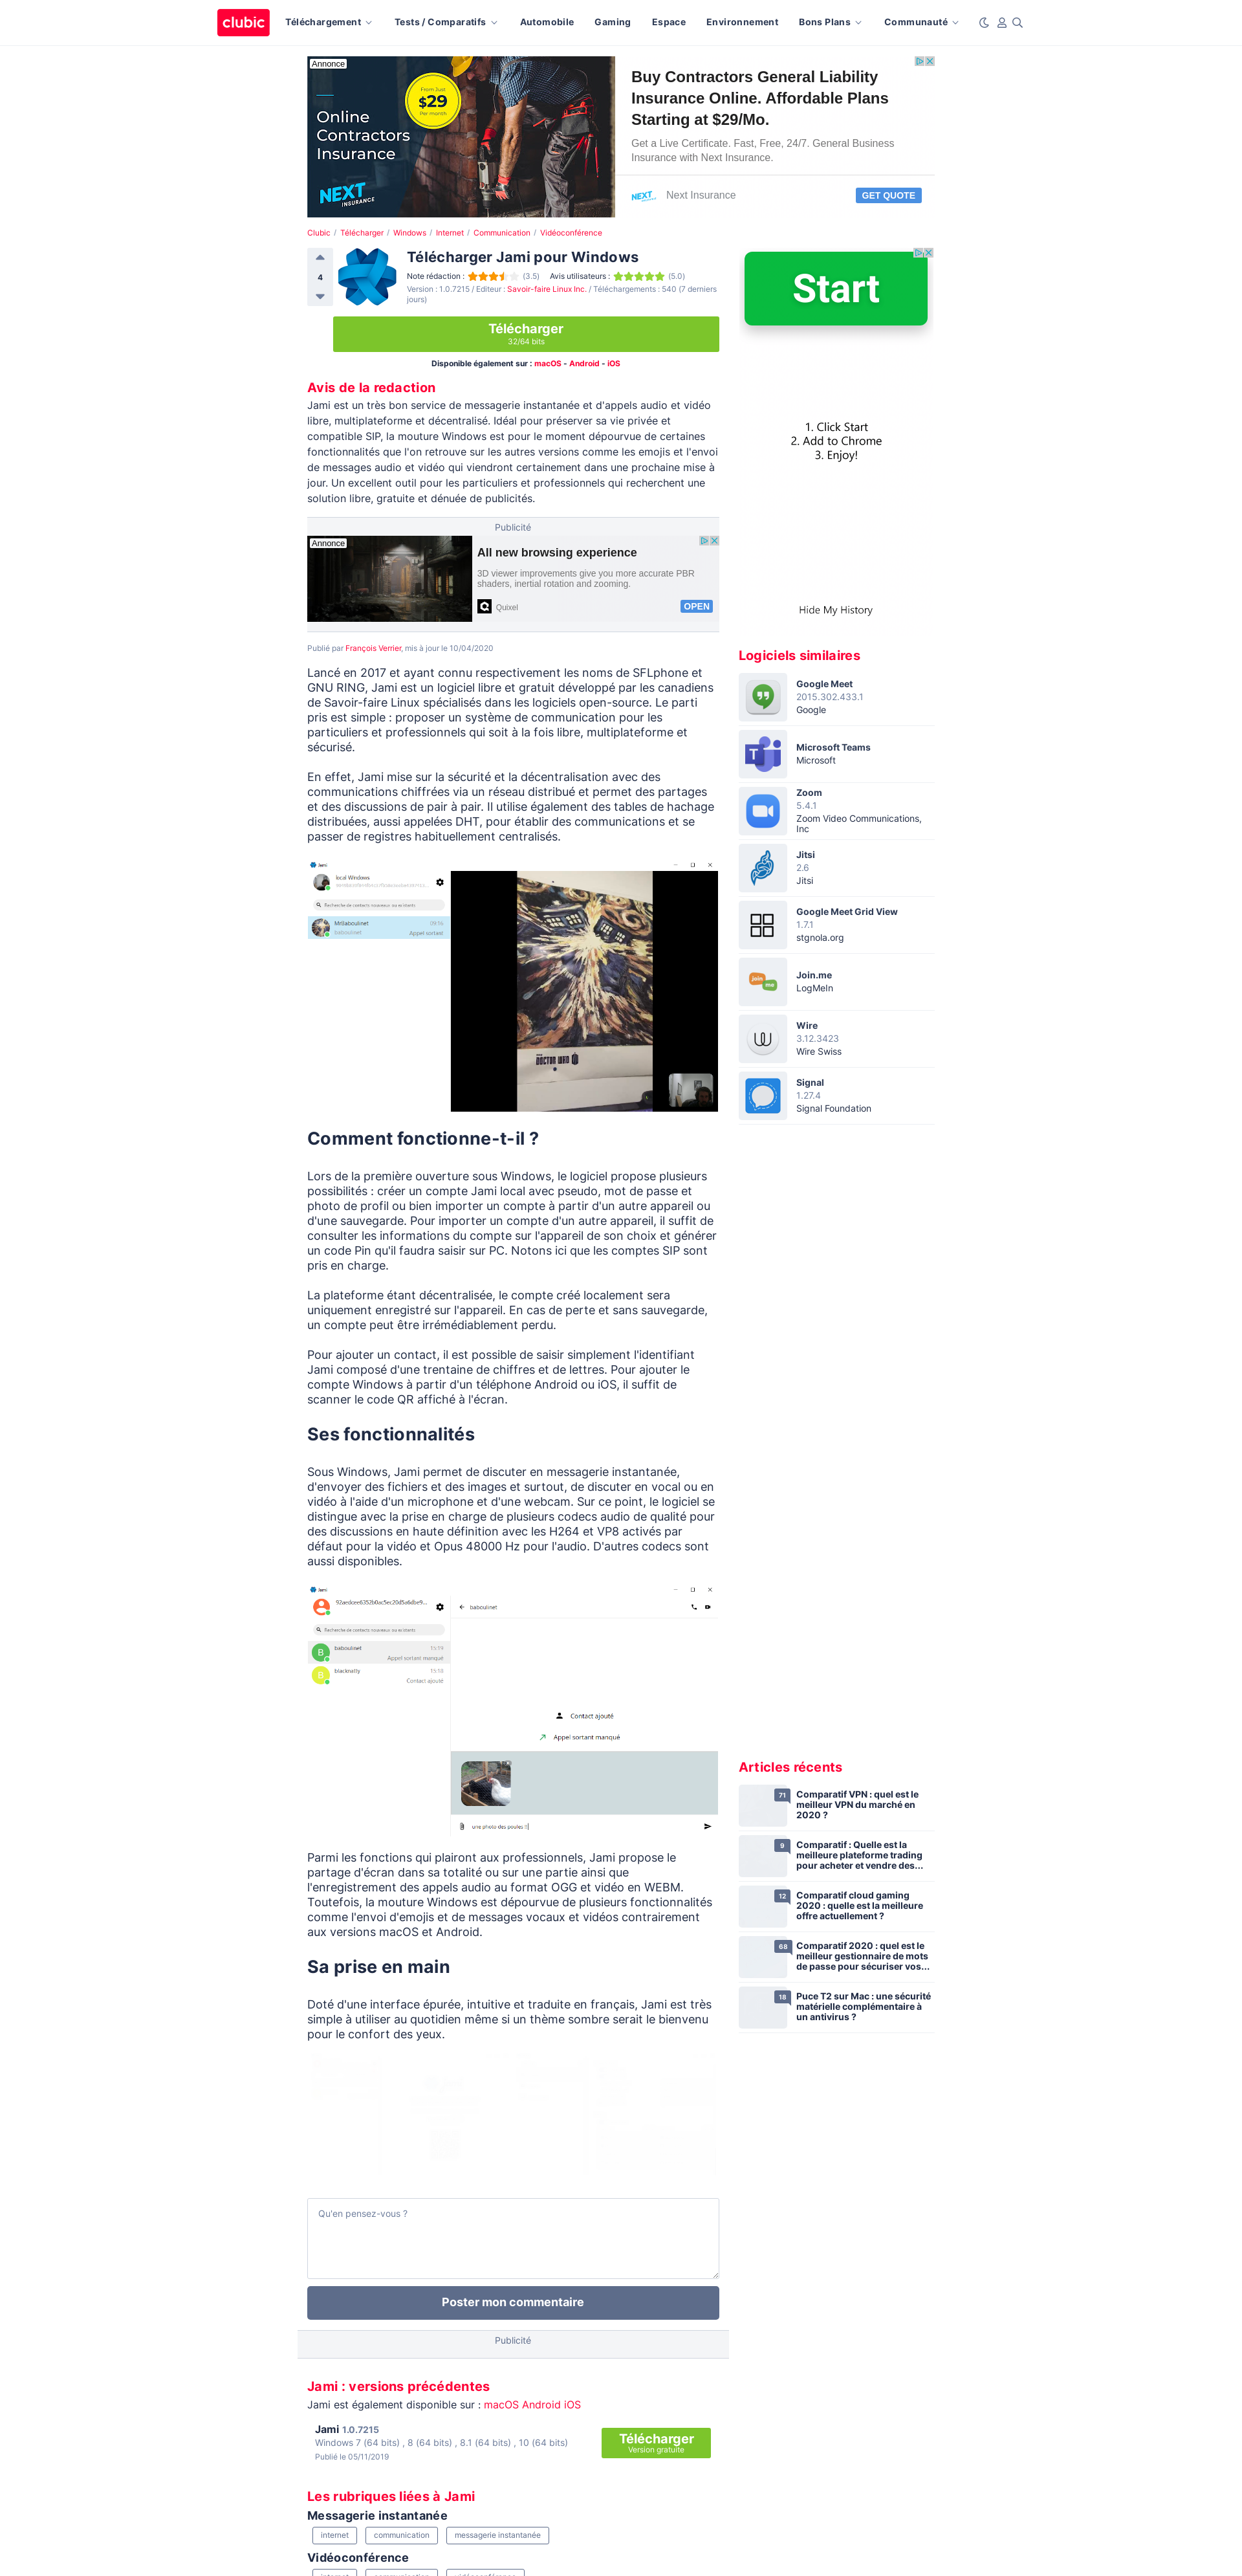 clubic
Téléchargement
Tests / Comparatifs
Automobile
Gaming
Espace
Environnement
Bons Plans
Communauté
Annonce
From Just
$29
Per month
Online
Contractors
Insurance
NEXT
INSURANCE
Buy Contractors General Liability
Insurance Online. Affordable Plans
Starting at $29/Mo.
Get a Live Certificate. Fast, Free, 24/7. General Business
Insurance with Next Insurance.
NEXT
Next Insurance
GET QUOTE
Clubic / Télécharger / Windows / Internet / Communication / Vidéoconférence
4
Télécharger Jami pour Windows
Note rédaction : (3.5) Avis utilisateurs : (5.0)
Version : 1.0.7215 / Editeur : Savoir-faire Linux Inc. / Téléchargements : 540 (7 derniers
jours)
Télécharger
32/64 bits
Disponible également sur : macOS - Android - iOS
Avis de la redaction
Jami est un très bon service de messagerie instantanée et d'appels audio et vidéo
libre, multiplateforme et décentralisé. Idéal pour préserver sa vie privée et
compatible SIP, la mouture Windows est pour le moment dépourvue de certaines
fonctionnalités que l'on retrouve sur les autres versions comme les emojis et l'envoi
de messages audio et vidéo qui viendront certainement dans une prochaine mise à
jour. Un excellent outil pour les particuliers et professionnels qui recherchent une
solution libre, gratuite et dénuée de publicités.
Publicité
Annonce
All new browsing experience
3D viewer improvements give you more accurate PBR
shaders, inertial rotation and zooming.
Quixel
OPEN
Publié par François Verrier, mis à jour le 10/04/2020
Lancé en 2017 et ayant connu respectivement les noms de SFLphone et
GNU RING, Jami est un logiciel libre et gratuit développé par les canadiens
de Savoir-faire Linux spécialisés dans les logiciels open-source. Le parti
pris est simple : proposer un système de communication pour les
particuliers et professionnels qui soit à la fois libre, multiplateforme et
sécurisé.
En effet, Jami mise sur la sécurité et la décentralisation avec des
communications chiffrées via un réseau distribué et permet des partages
et des discussions de pair à pair. Il utilise également des tables de hachage
distribuées, aussi appelées DHT, pour établir des communications et se
passer de registres habituellement centralisés.
Jami
local Windows
Recherche de contacts nouveaux ou existants
Millaboulinet
09:16
baboulinet
Appel sortant
DOCTOR WHO
Comment fonctionne-t-il ?
Lors de la première ouverture sous Windows, le logiciel propose plusieurs
possibilités : créer un compte Jami local avec pseudo, mot de passe et
photo de profil ou bien importer un compte à partir d'un autre appareil ou
d'une sauvegarde. Pour importer un compte d'un autre appareil, il suffit de
consulter les informations du compte sur l'appareil de son choix et générer
un code Pin qu'il faudra saisir sur PC. Notons ici que les comptes SIP sont
pris en charge.
La plateforme étant décentralisée, le compte créé localement sera
uniquement enregistré sur l'appareil. En cas de perte et sans sauvegarde,
un compte peut être irrémédiablement perdu.
Pour ajouter un contact, il est possible de saisir simplement l'identifiant
Jami composé d'une trentaine de chiffres et de lettres. Pour ajouter le
compte Windows à partir d'un téléphone Android ou iOS, il suffit de
scanner le code QR affiché à l'écran.
Ses fonctionnalités
Sous Windows, Jami permet de discuter en messagerie instantanée,
d'envoyer des fichiers et des images et surtout, de discuter en vocal ou en
vidéo à l'aide d'un microphone et d'une webcam. Sur ce point, le logiciel se
distingue avec la prise en charge de plusieurs codecs audio de qualité pour
des discussions en haute définition avec les H264 et VP8 activés par
défaut pour la vidéo et Opus 48000 Hz pour l'audio. D'autres codecs sont
aussi disponibles.
Jami
92aedcee6352b0ac5ec20d5a6dbe9...
baboulinet
Recherche de contacts nouveaux ou existants
B
baboulinet
15:19
Appel sortant manqué
B
blacknelly
15:18
Contact ajouté
Contact ajouté
Appel sortant manqué
une photo des poules !!
Parmi les fonctions qui plairont aux professionnels, Jami propose le
partage d'écran dans sa totalité ou sur une partie ainsi que
l'enregistrement des appels audio au format OGG et vidéo en WEBM.
Toutefois, la mouture Windows est dépourvue de plusieurs fonctionnalités
comme l'envoi d'emojis et de messages vocaux et vidéos contrairement
aux versions macOS et Android.
Sa prise en main
Doté d'une interface épurée, intuitive et traduite en français, Jami est très
simple à utiliser au quotidien même si un thème sombre serait le bienvenu
pour le confort des yeux.
Qu'en pensez-vous ?
Poster mon commentaire
Publicité
Jami : versions précédentes
Jami est également disponible sur : macOS Android iOS
Jami 1.0.7215
Windows 7 (64 bits) , 8 (64 bits) , 8.1 (64 bits) , 10 (64 bits)
Publié le 05/11/2019
Télécharger
Version gratuite
Les rubriques liées à Jami
Messagerie instantanée
internet
communication
messagerie instantanée
Vidéoconférence
Start
1. Click Start
2. Add to Chrome
3. Enjoy!
Hide My History
Logiciels similaires
Google Meet
2015.302.433.1
Google
Microsoft Teams
Microsoft
Zoom
5.4.1
Zoom Video Communications,
Inc
Jitsi
2.6
Jitsi
Google Meet Grid View
1.7.1
stgnola.org
Join.me
LogMeIn
Wire
3.12.3423
Wire Swiss
Signal
1.27.4
Signal Foundation
Articles récents
71
Comparatif VPN : quel est le
meilleur VPN du marché en
2020 ?
9
Comparatif : Quelle est la
meilleure plateforme trading
pour acheter et vendre des...
12
Comparatif cloud gaming
2020 : quelle est la meilleure
offre actuellement ?
68
Comparatif 2020 : quel est le
meilleur gestionnaire de mots
de passe pour sécuriser vos...
18
Puce T2 sur Mac : une sécurité
matérielle complémentaire à
un antivirus ?